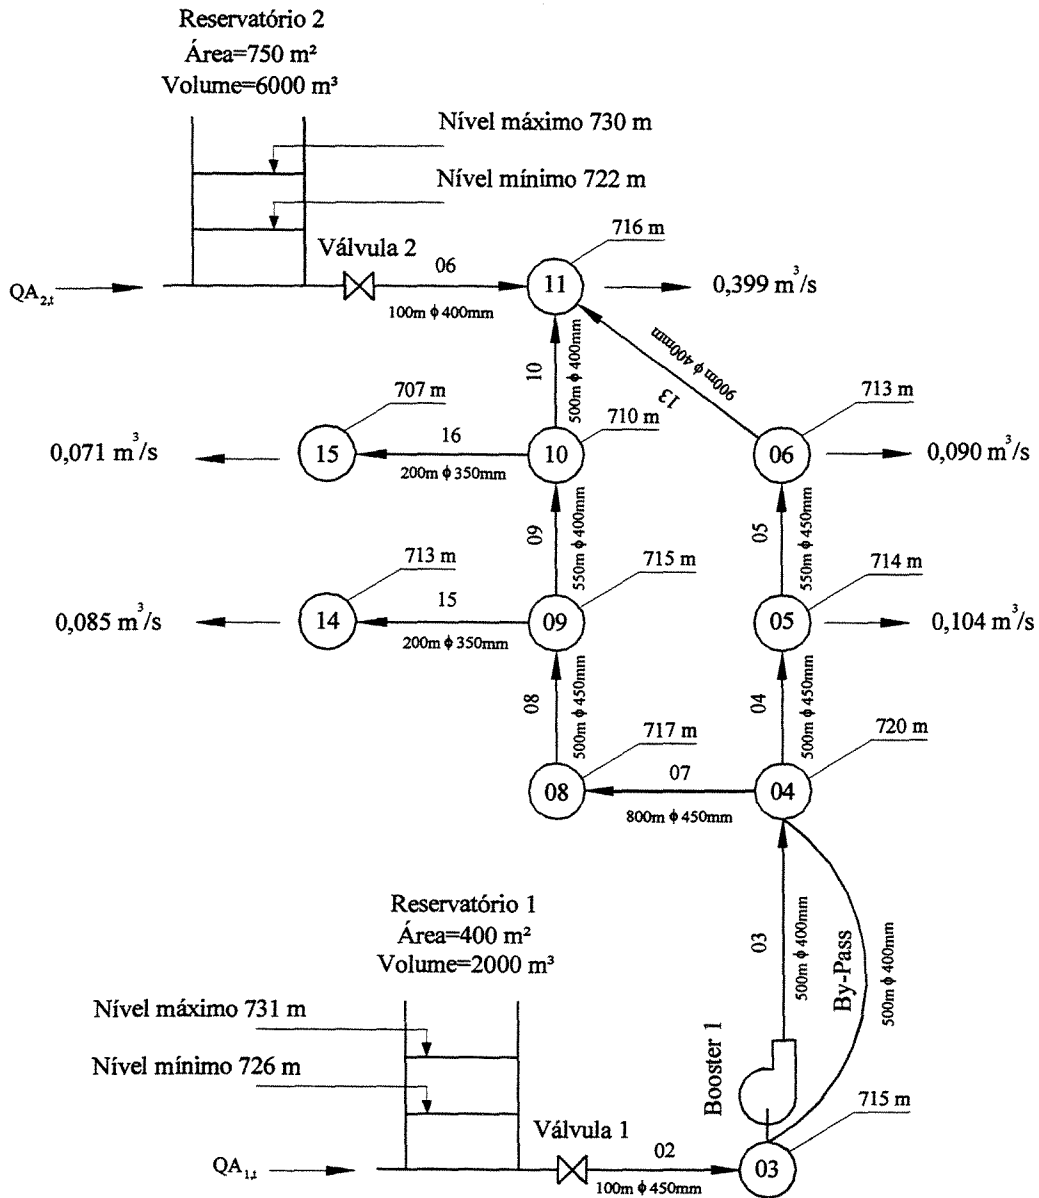 Reservatório 2
Área=750 m²
Volume=6000 m³
Nível máximo 730 m
Nível mínimo 722 m
Válvula 2
QA2,t
06
100m ϕ 400mm
716 m
11
0,399 m³/s
10
500m ϕ 400mm
900m ϕ 400mm
13
707 m
0,071 m³/s
15
16
200m ϕ 350mm
710 m
10
713 m
06
0,090 m³/s
09
550m ϕ 400mm
05
550m ϕ 450mm
713 m
0,085 m³/s
14
15
200m ϕ 350mm
715 m
09
714 m
05
0,104 m³/s
08
500m ϕ 450mm
04
500m ϕ 450mm
717 m
08
07
800m ϕ 450mm
720 m
04
Reservatório 1
Área=400 m²
Volume=2000 m³
Nível máximo 731 m
Nível mínimo 726 m
03
500m ϕ 400mm
By-Pass
500m ϕ 400mm
Booster 1
Válvula 1
QA1,t
02
100m ϕ 450mm
715 m
03